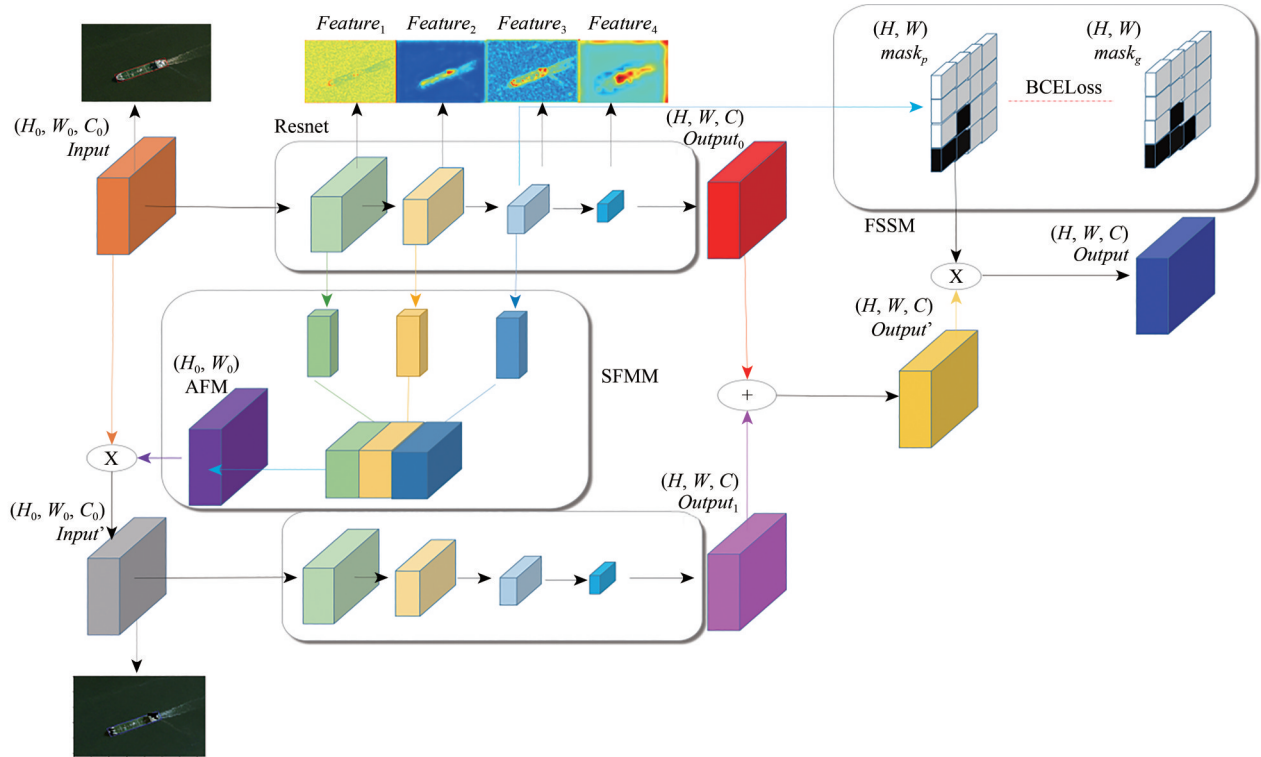 Feature₁ Feature₂ Feature₃ Feature₄
(H, W)
maskₚ
(H, W)
mask_g
BCELoss
(H₀, W₀, C₀)
Input
Resnet
(H, W, C)
Output₀
FSSM
(H, W, C)
Output
X
(H, W, C)
Output’
(H₀, W₀)
AFM
SFMM
+
X
(H₀, W₀, C₀)
Input’
(H, W, C)
Output₁